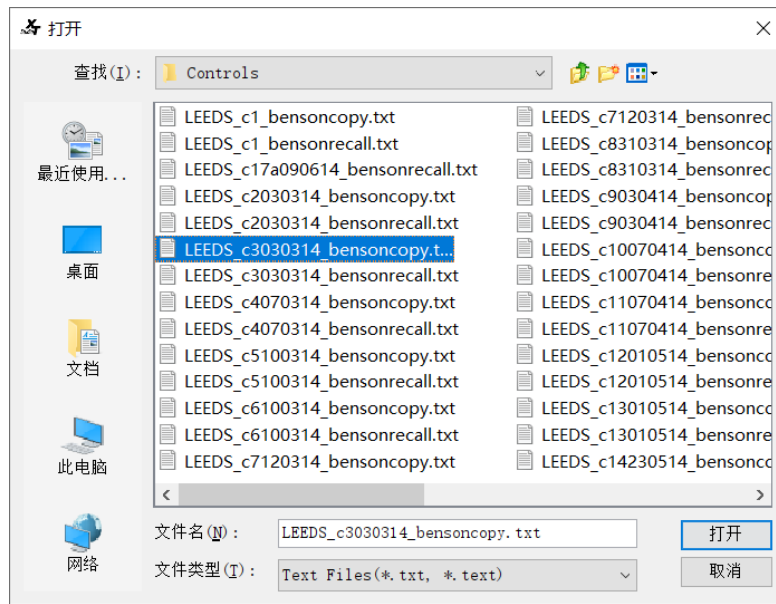 打开
查找(I):
Controls
最近使用...
桌面
文档
此电脑
网络
LEEDS_c1_bensoncopy.txt
LEEDS_c1_bensonrecall.txt
LEEDS_c17a090614_bensonrecall.txt
LEEDS_c2030314_bensoncopy.txt
LEEDS_c2030314_bensonrecall.txt
LEEDS_c3030314_bensoncopy.t...
LEEDS_c3030314_bensonrecall.txt
LEEDS_c4070314_bensoncopy.txt
LEEDS_c4070314_bensonrecall.txt
LEEDS_c5100314_bensoncopy.txt
LEEDS_c5100314_bensonrecall.txt
LEEDS_c6100314_bensoncopy.txt
LEEDS_c6100314_bensonrecall.txt
LEEDS_c7120314_bensoncopy.txt
LEEDS_c7120314_bensonrec
LEEDS_c8310314_bensoncop
LEEDS_c8310314_bensonrec
LEEDS_c9030414_bensoncop
LEEDS_c9030414_bensonrec
LEEDS_c10070414_bensonco
LEEDS_c10070414_bensonre
LEEDS_c11070414_bensonco
LEEDS_c11070414_bensonre
LEEDS_c12010514_bensonco
LEEDS_c12010514_bensonre
LEEDS_c13010514_bensonco
LEEDS_c13010514_bensonre
LEEDS_c14230514_bensonco
文件名(N):
LEEDS_c3030314_bensoncopy.txt
打开
文件类型(T):
Text Files(*.txt, *.text)
取消